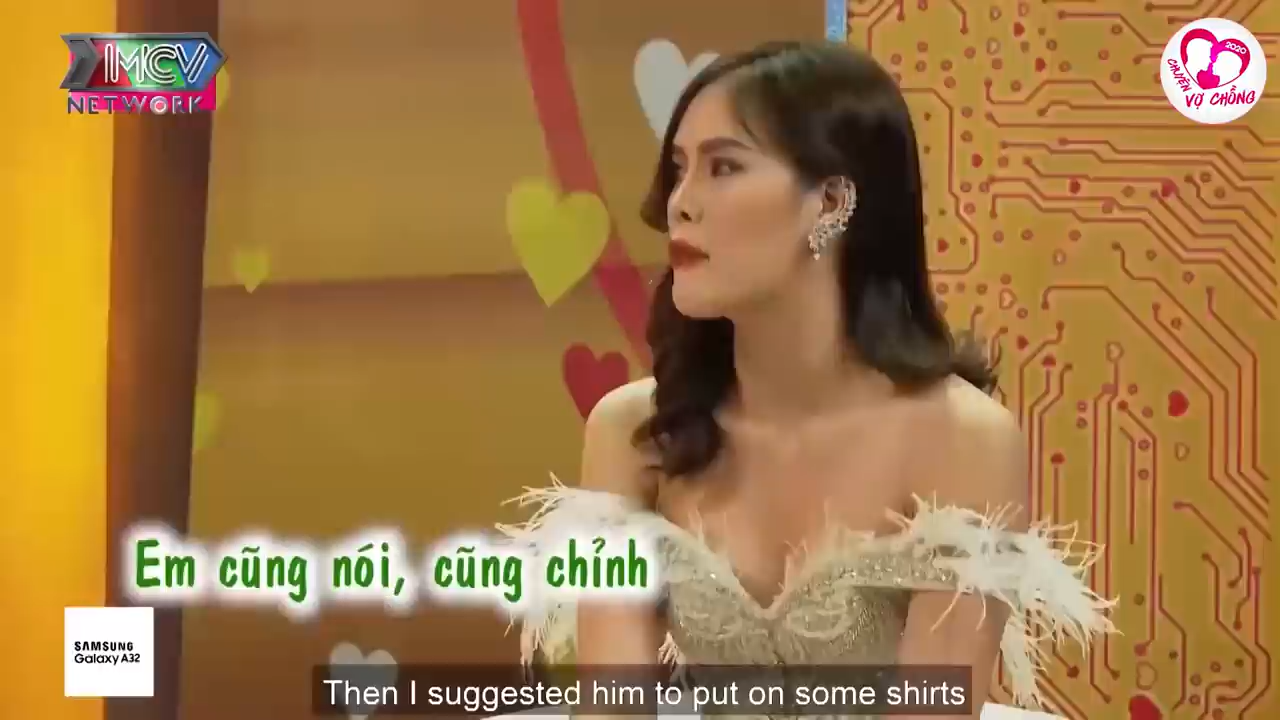 MCV
NETWORK
2020
CHUYỆN
VỢ CHỒNG
Em cũng nói, cũng chỉnh
SAMSUNG
Galaxy A32
Then I suggested him to put on some shirts